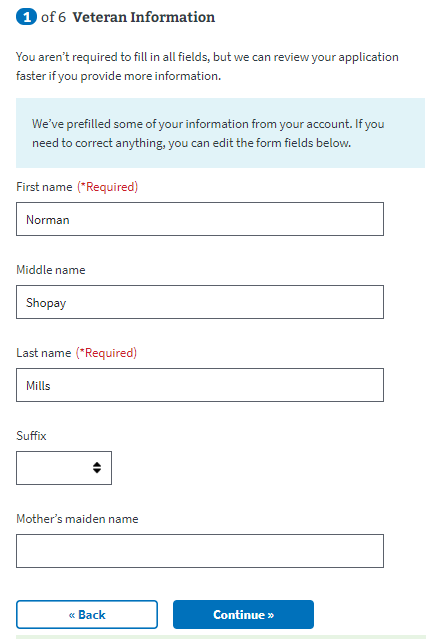 1 of 6 Veteran Information
You aren’t required to fill in all fields, but we can review your application
faster if you provide more information.
We’ve prefilled some of your information from your account. If you
need to correct anything, you can edit the form fields below.
First name (*Required)
Norman
Middle name
Shopay
Last name (*Required)
Mills
Suffix
Mother’s maiden name
« Back
Continue »